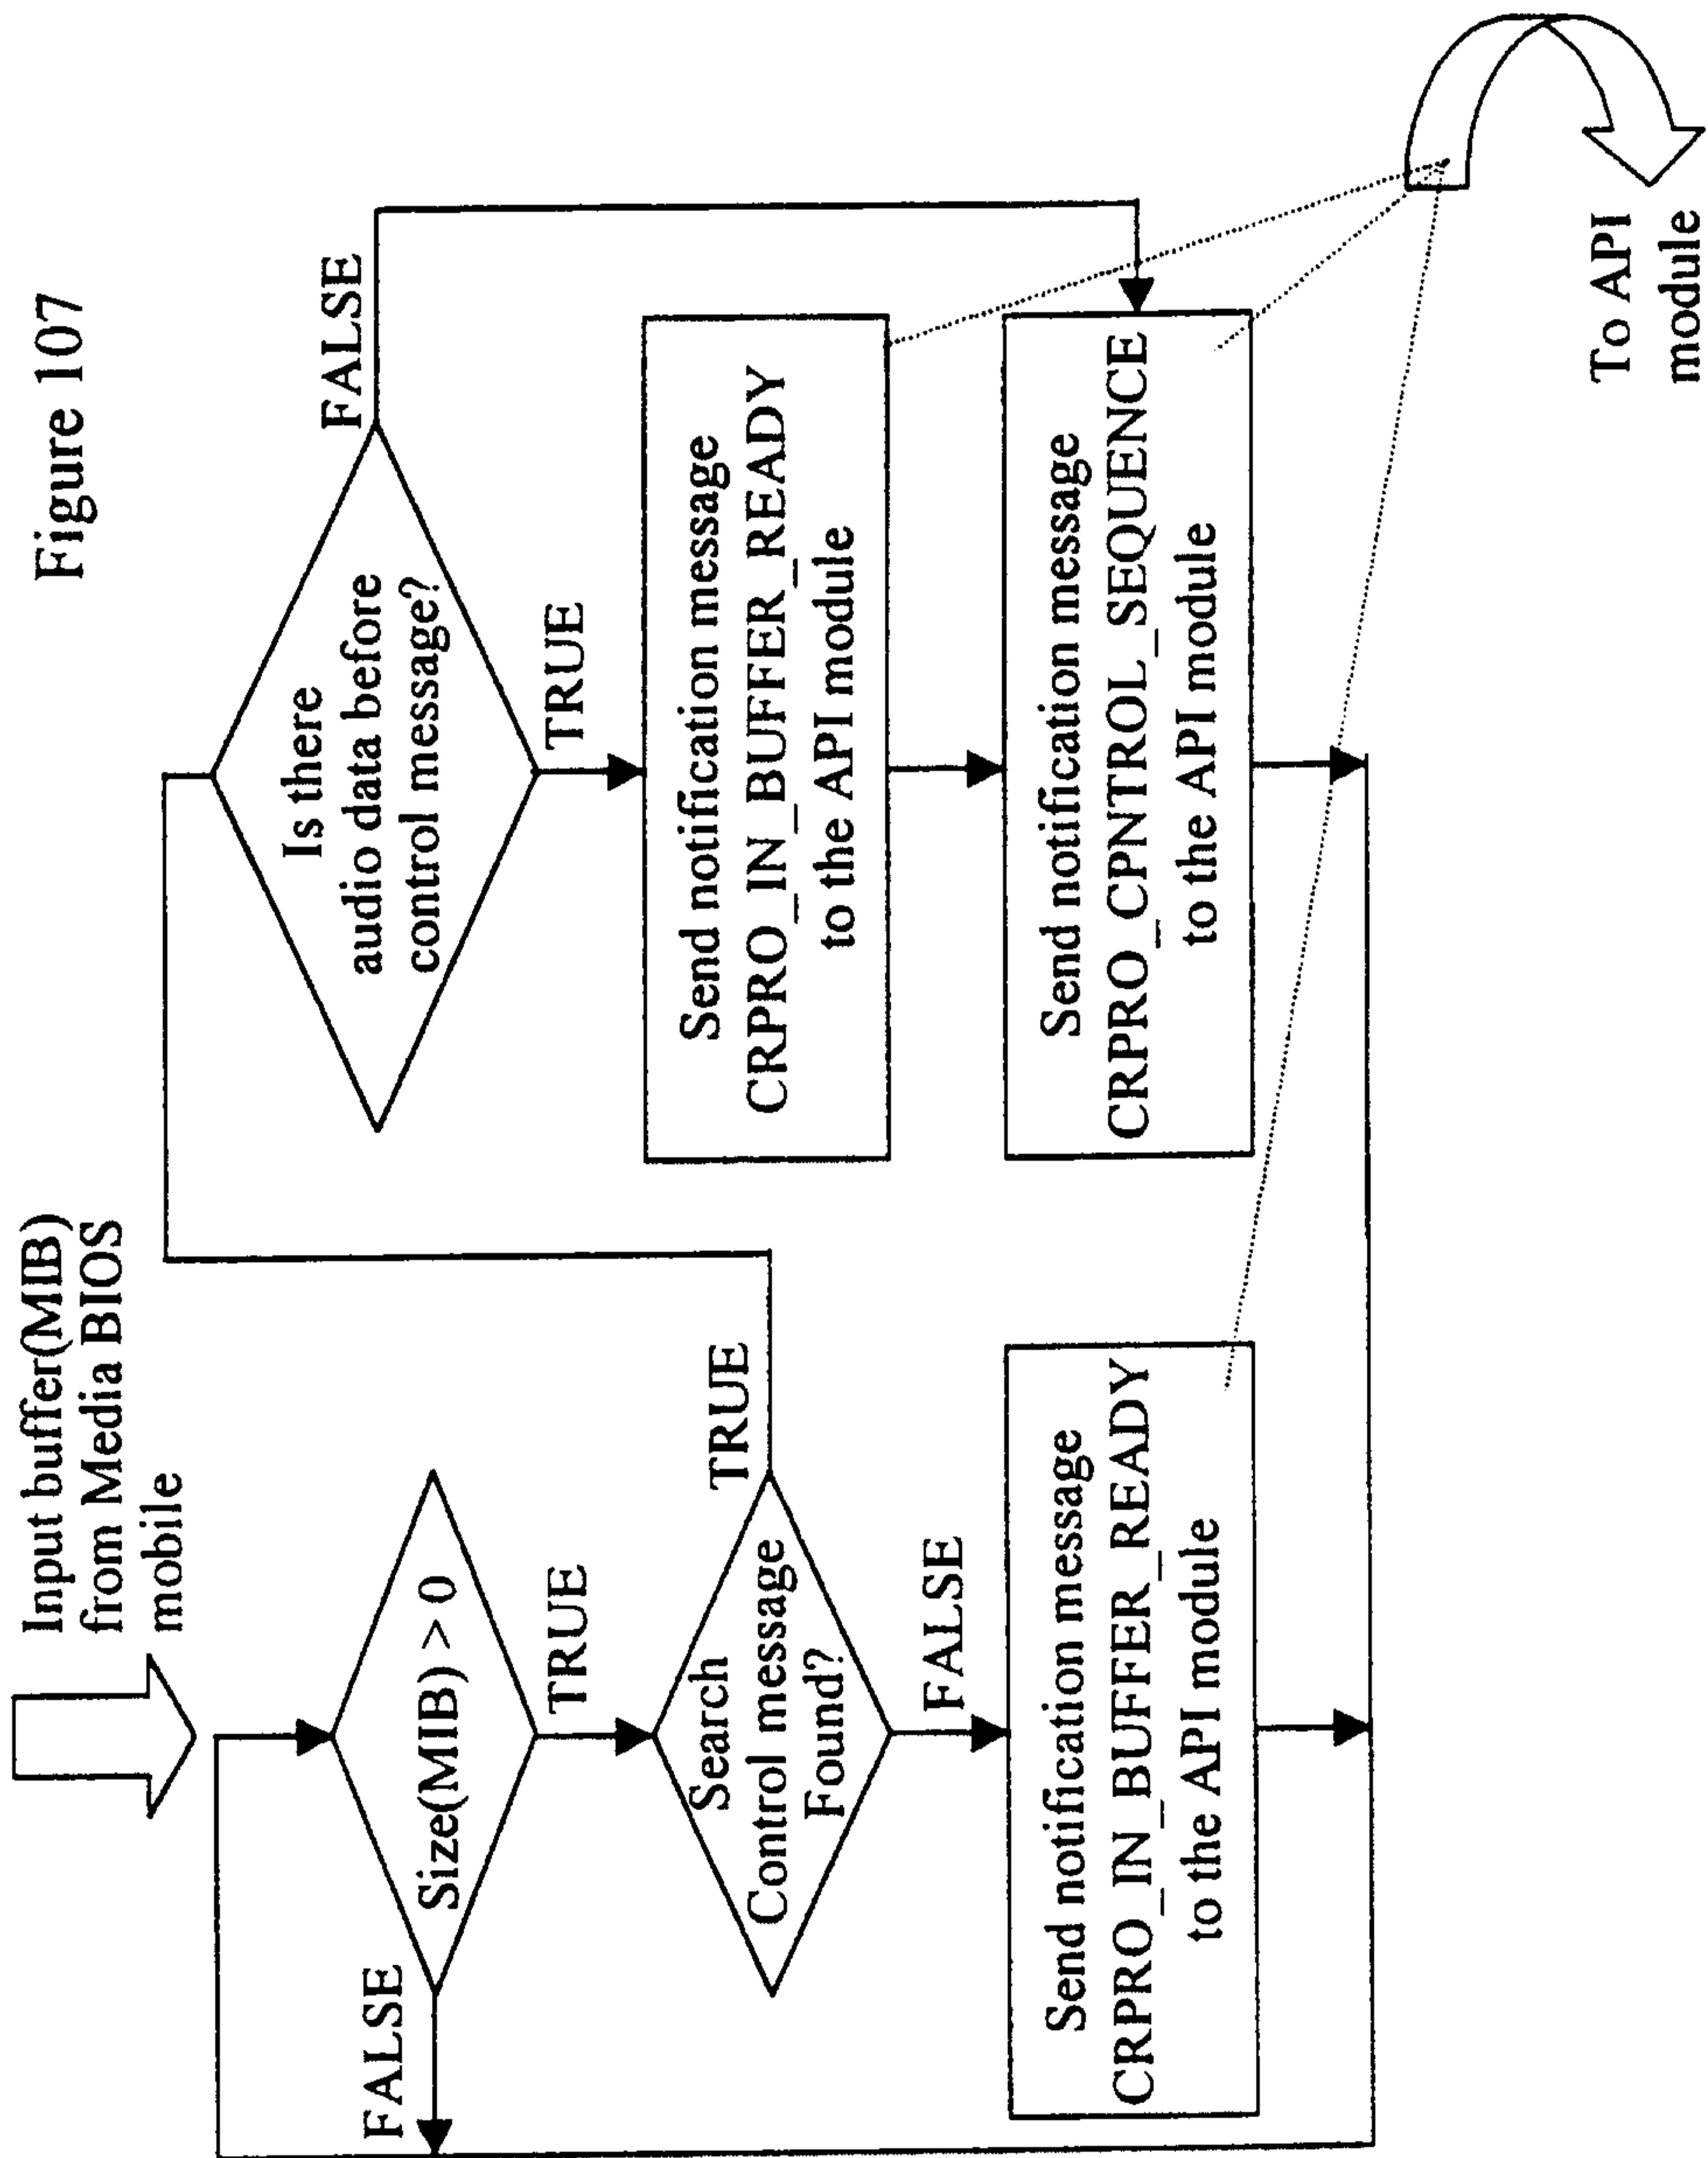 Figure 107
Input buffer(MIB)
from Media BIOS
mobile
Size(MIB) > 0
FALSE
TRUE
Search
Control message
Found?
TRUE
FALSE
Send notification message
CRPRO_IN_BUFFER_READY
to the API module
Is there
audio data before
control message?
FALSE
TRUE
Send notification message
CRPRO_IN_BUFFER_READY
to the API module
Send notification message
CRPRO_CPNTROL_SEQUENCE
to the API module
To API
module